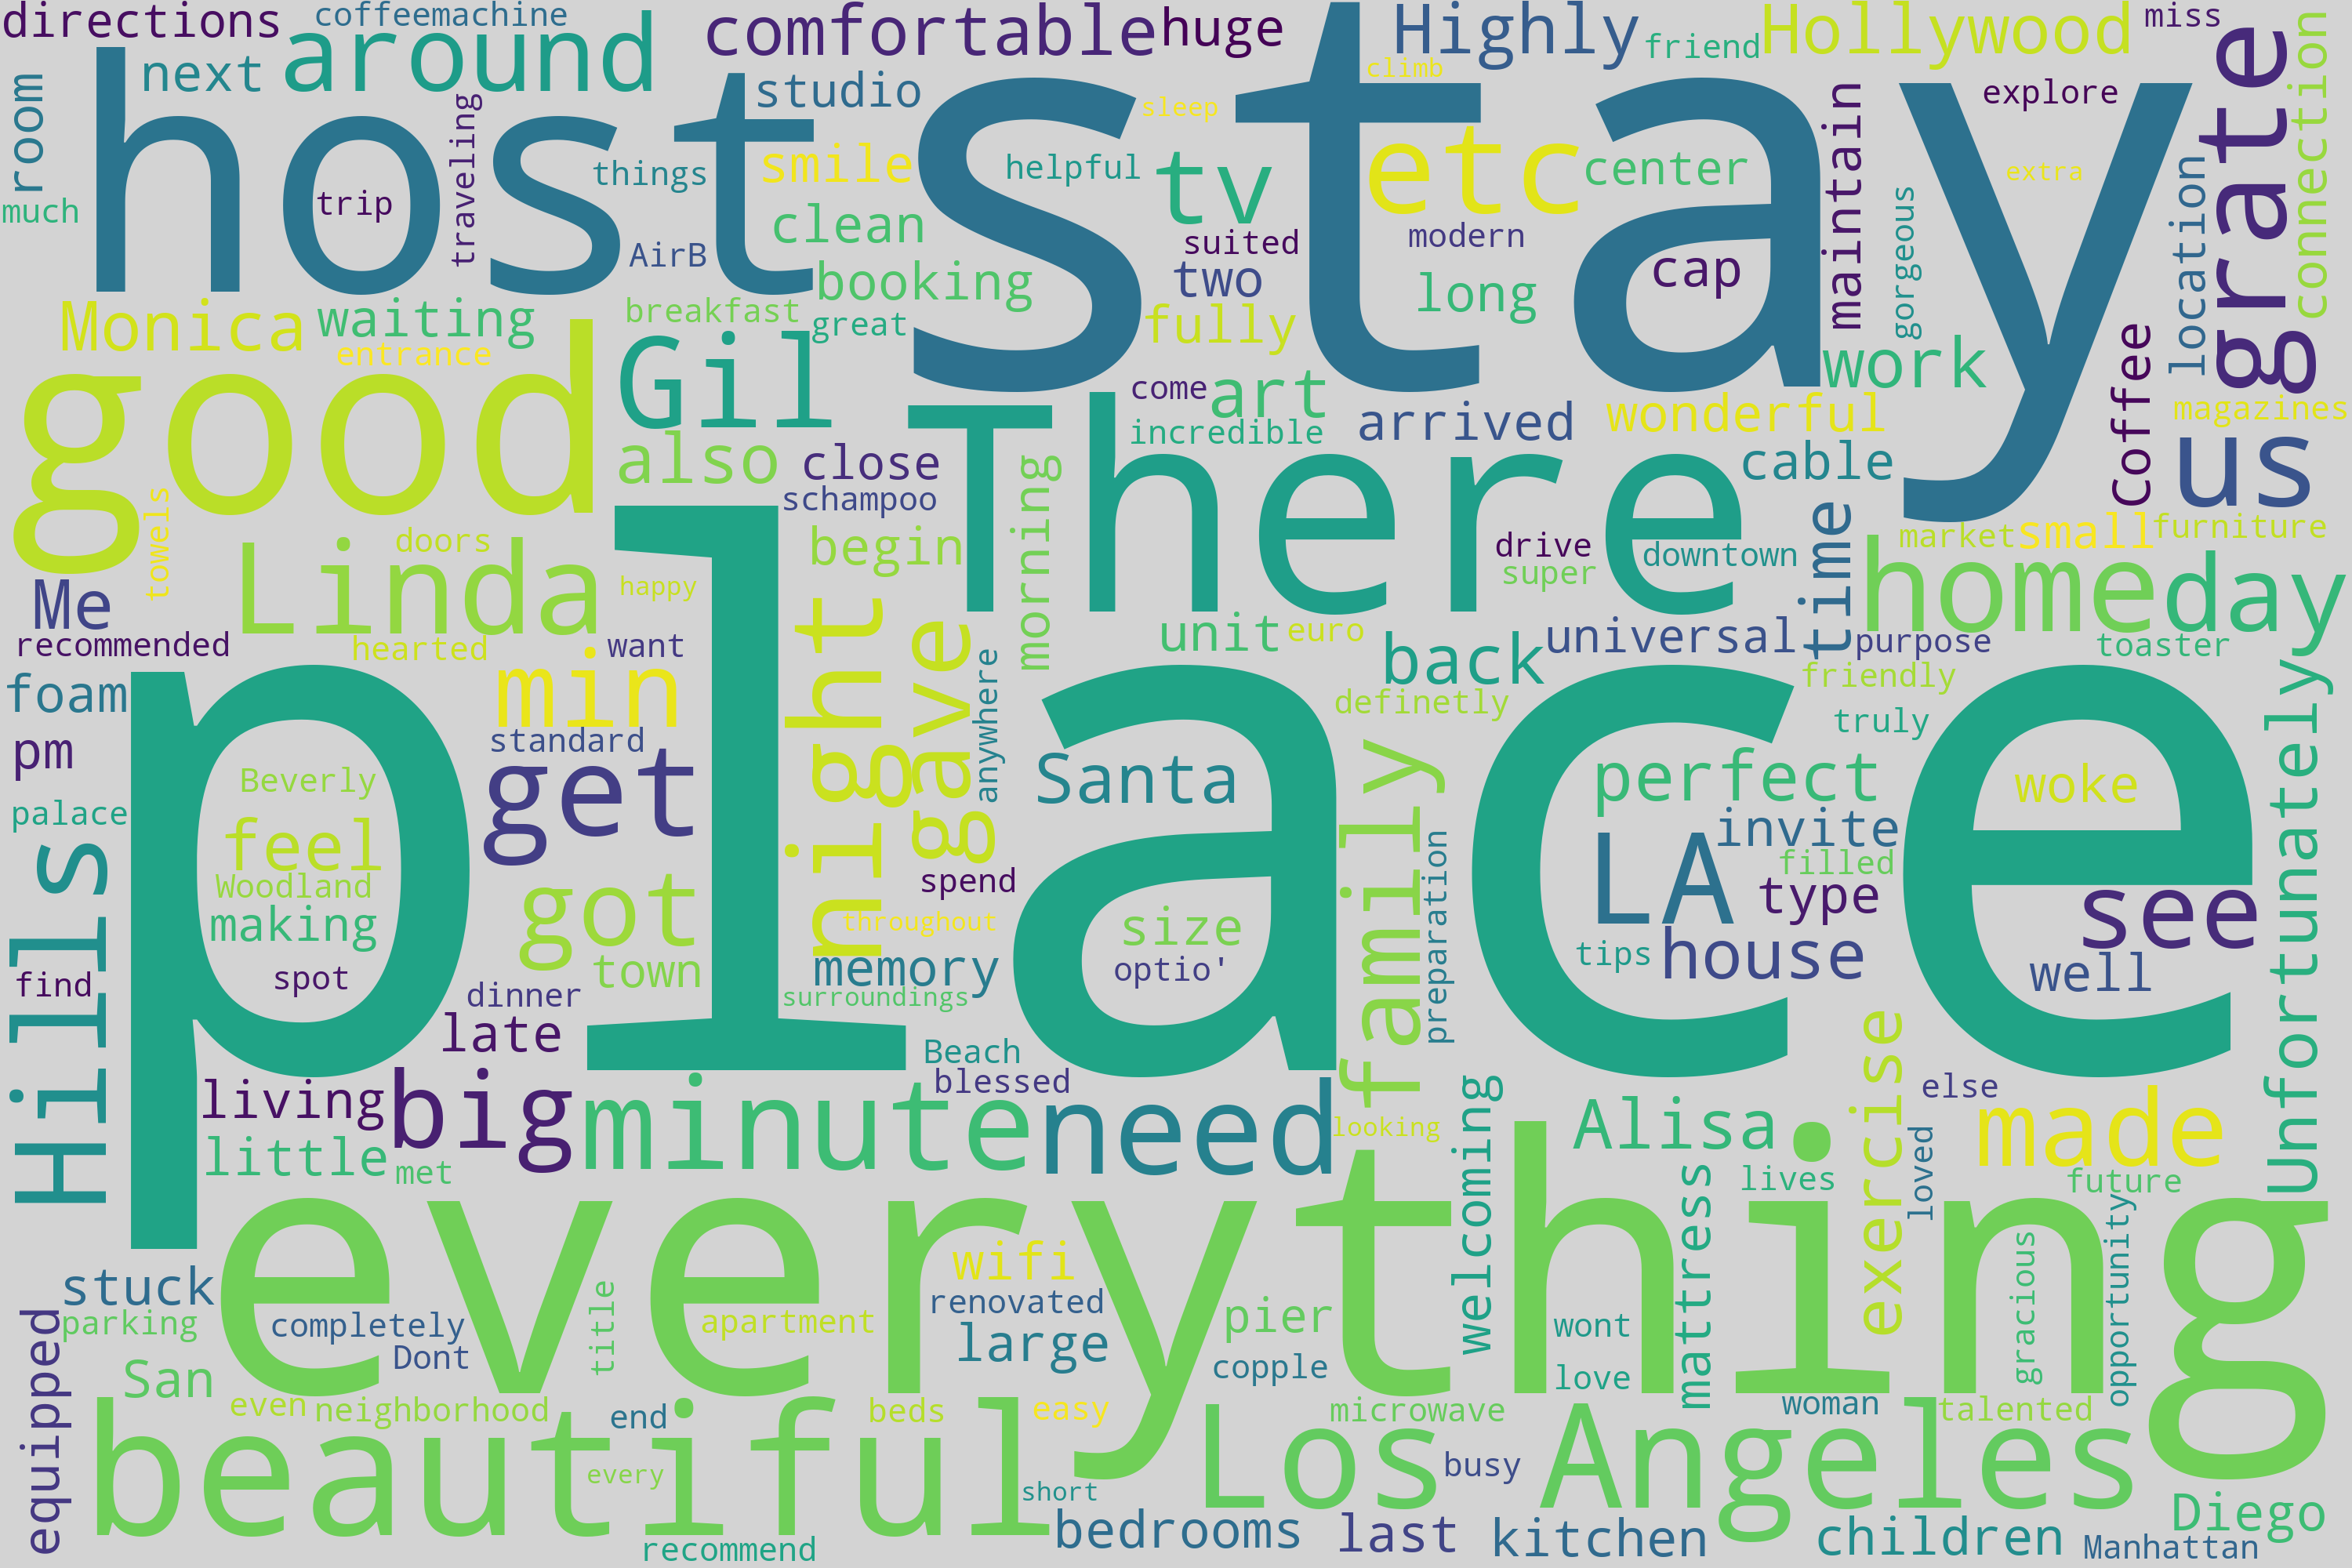 directions
coffeemachine
around
comfortable
huge
Highly
friend
Hollywood
miss
room
next
host
stay
studio
climb
sleep
explore
grate
connection
much
trip
traveling
things
AirB
smile
helpful
tv
etc
center
maintain
extra
gorgeous
location
clean
suited
modern
cap
booking
two
long
Monica
waiting
entrance
breakfast
great
fully
work
Coffee
good
Gil
come
art
incredible
arrived
wonderful
magazines
us
also
close
schampoo
There
cable
towels
doors
Linda
begin
morning
drive
super
downtown
time
market
small
furniture
home
day
Me
happy
recommended
hearted
want
night
gave
unit
euro
back
universal
purpose
toaster
foam
min
place
anywhere
definetly
friendly
truly
Unfortunately
pm
standard
get
Santa
family
perfect
woke
Beverly
palace
feel
Woodland
making
Hills
got
spend
throughout
size
preparation
LA
invite
filled
type
see
find
spot
town
memory
optio'
tips
house
well
dinner
surroundings
late
Beach
blessed
living
big
minute
need
looking
welcoming
Alisa
exercise
else
made
little
met
mattress
lives
loved
future
opportunity
everything
stuck
wifi
renovated
equipped
parking
completely
Dont
title
apartment
large
pier
copple
wont
love
gracious
San
even
neighborhood
end
beds
easy
microwave
woman
talented
beautiful
every
short
Los
busy
Angeles
recommend
bedrooms
last
kitchen
children
Diego
Manhattan